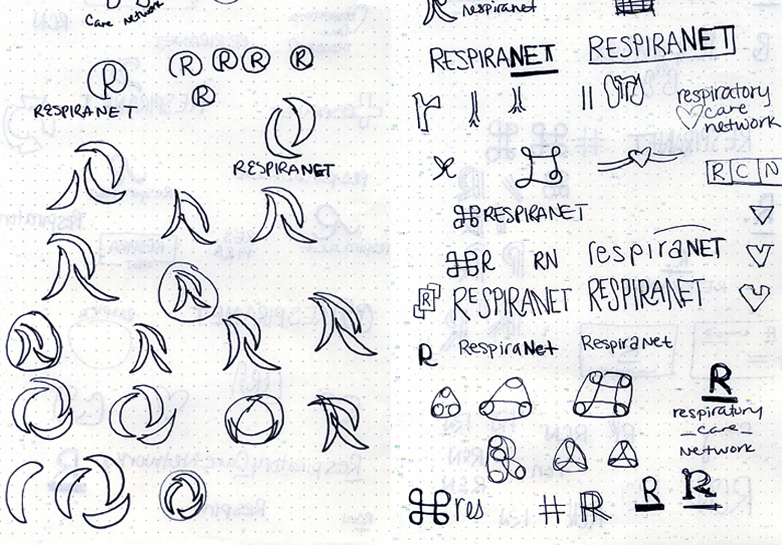 Care network
R
R
R
R
R
R
RESPIRANET
RESPIRANET
respiranet
RESPIRANET
RESPIRANET
respiratory
care
network
R C N
RESPIRANET
R
RN
respiraNET
R
RESPIRANET
RESPIRANET
R
RespiraNet
RespiraNet
R
respiratory
-care-
Network
res
#
R
R
R